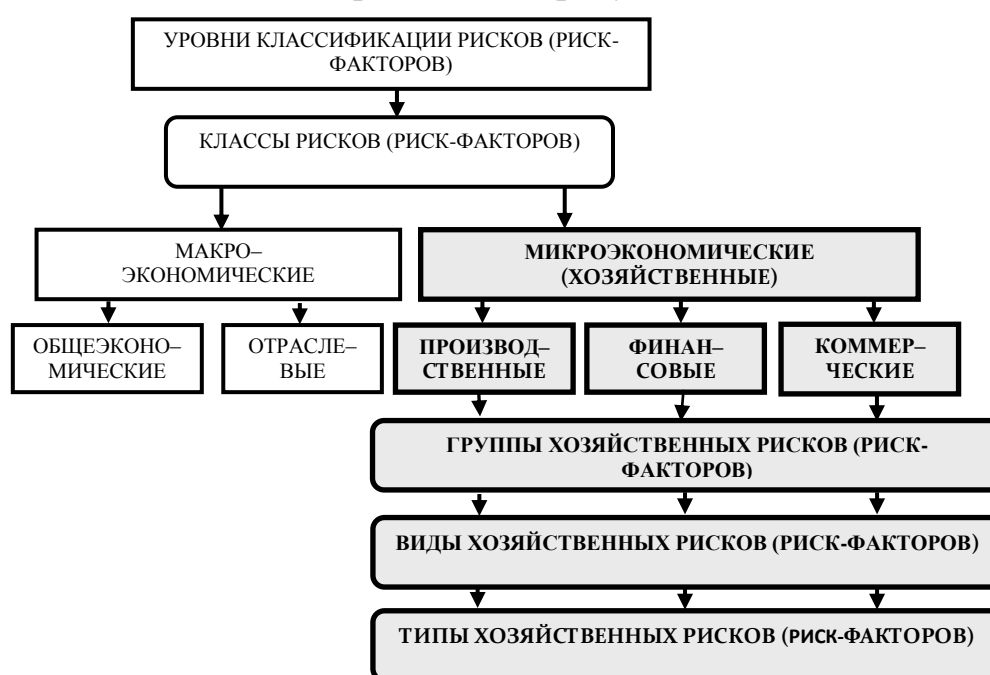 УРОВНИ КЛАССИФИКАЦИИ РИСКОВ (РИСК-
ФАКТОРОВ)
КЛАССЫ РИСКОВ (РИСК-ФАКТОРОВ)
МАКРО–
ЭКОНОМИЧЕСКИЕ
МИКРОЭКОНОМИЧЕСКИЕ
(ХОЗЯЙСТВЕННЫЕ)
ОБЩЕЭКОНО–
МИЧЕСКИЕ
ОТРАСЛЕ–
ВЫЕ
ПРОИЗВОД–
СТВЕННЫЕ
ФИНАН–
СОВЫЕ
КОММЕР–
ЧЕСКИЕ
ГРУППЫ ХОЗЯЙСТВЕННЫХ РИСКОВ (РИСК-
ФАКТОРОВ)
ВИДЫ ХОЗЯЙСТВЕННЫХ РИСКОВ (РИСК-ФАКТОРОВ)
ТИПЫ ХОЗЯЙСТВЕННЫХ РИСКОВ (РИСК-ФАКТОРОВ)